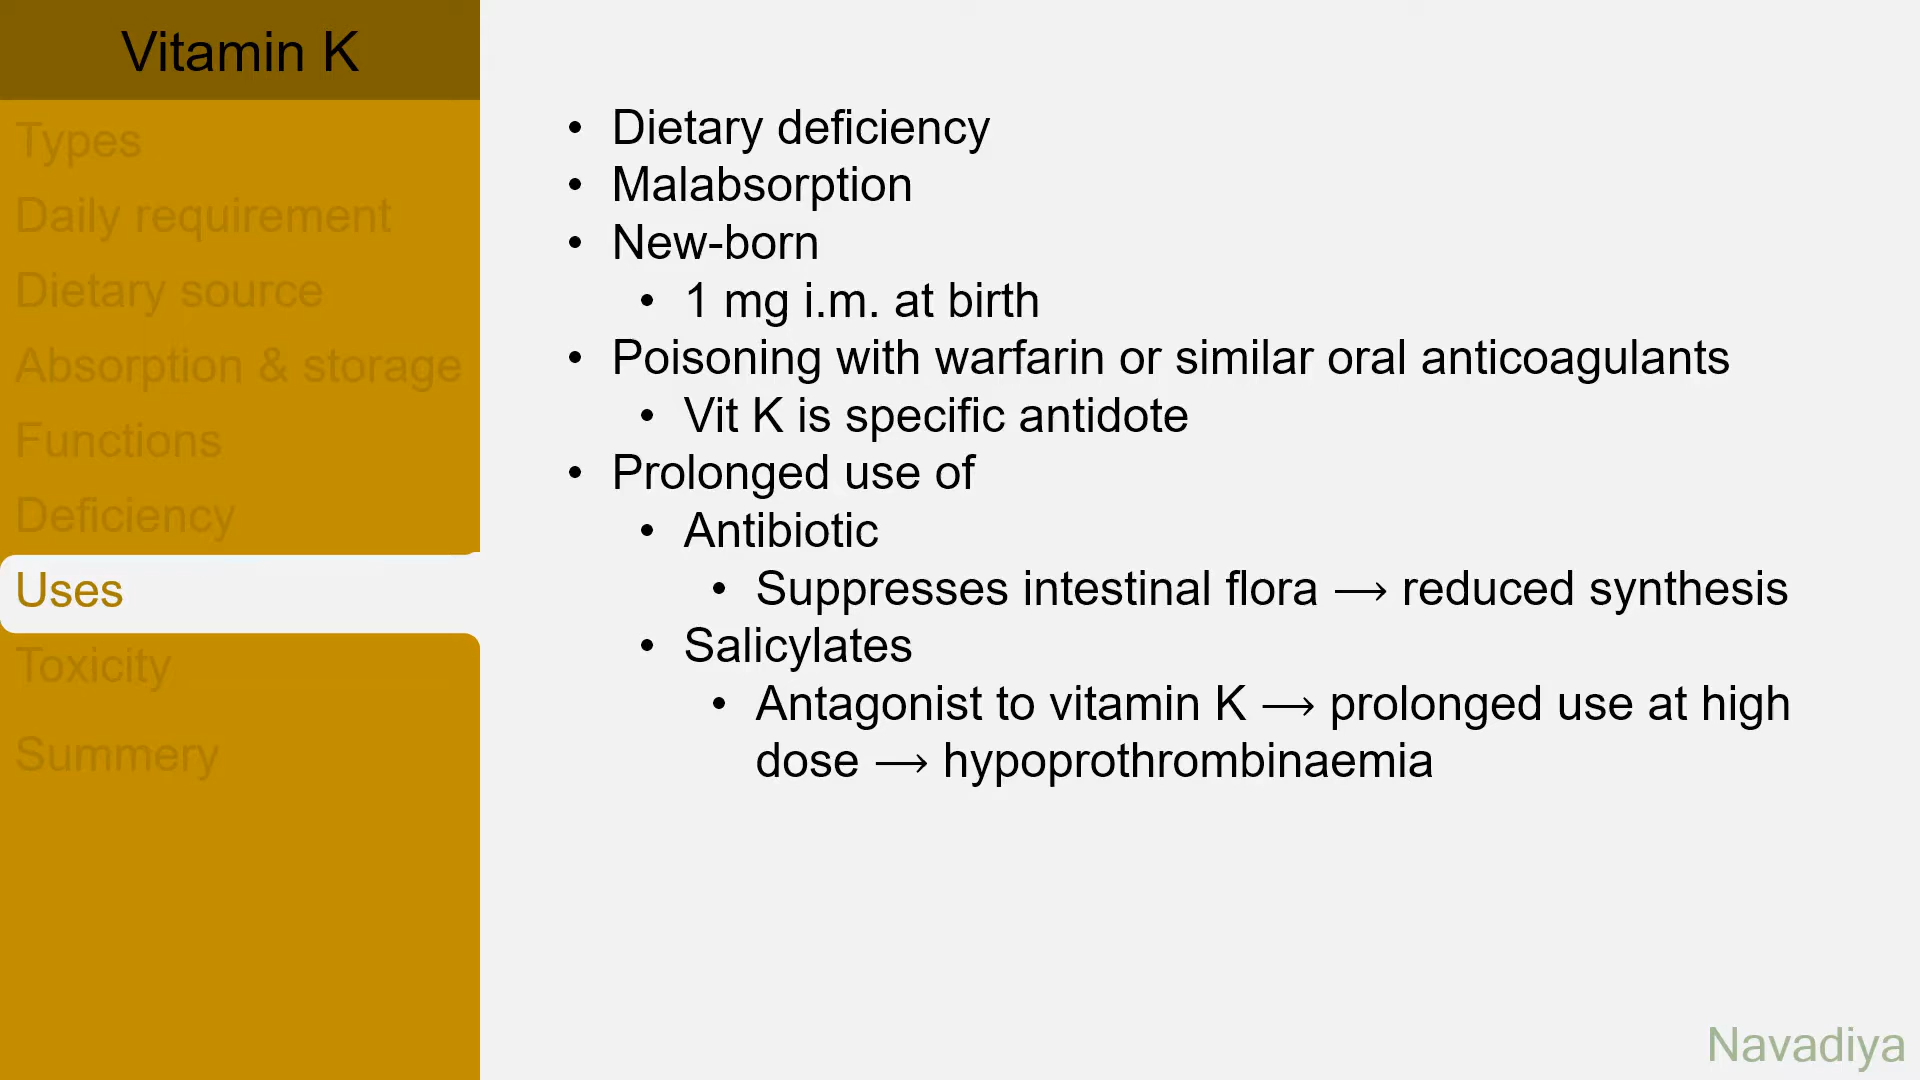 Vitamin K
Types
Daily requirement
Dietary source
Absorption & storage
Functions
Deficiency
Uses
Toxicity
Summery
• Dietary deficiency
• Malabsorption
• New-born
• 1 mg i.m. at birth
• Poisoning with warfarin or similar oral anticoagulants
• Vit K is specific antidote
• Prolonged use of
• Antibiotic
• Suppresses intestinal flora ⟶ reduced synthesis
• Salicylates
• Antagonist to vitamin K ⟶ prolonged use at high
dose ⟶ hypoprothrombinaemia
Navadiya